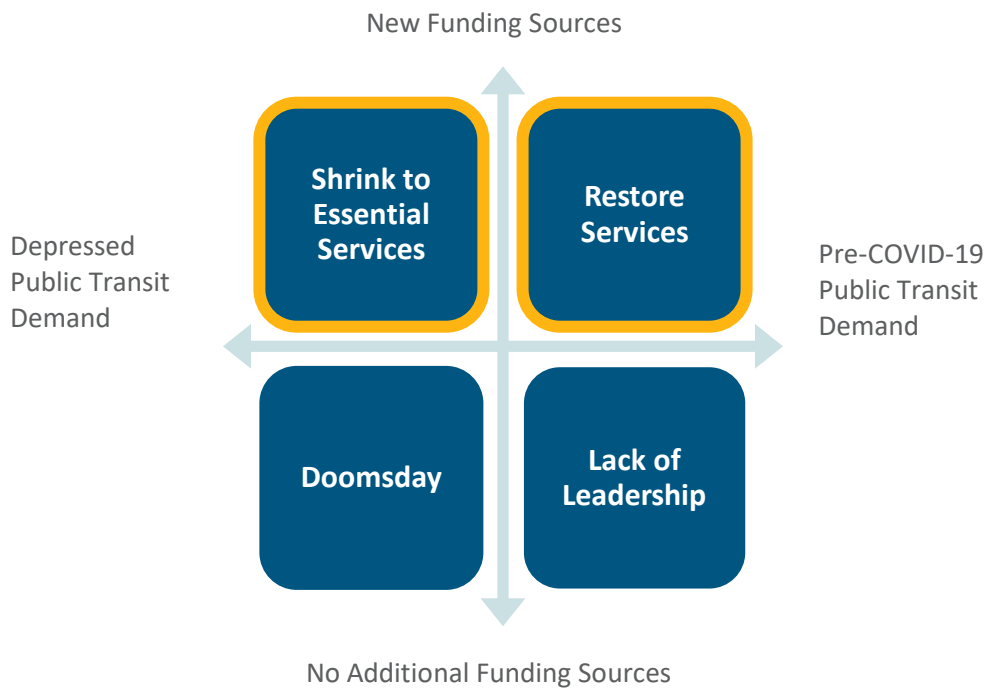 New Funding Sources
Shrink to
Essential
Services
Restore
Services
Depressed
Public Transit
Demand
Pre-COVID-19
Public Transit
Demand
Doomsday
Lack of
Leadership
No Additional Funding Sources